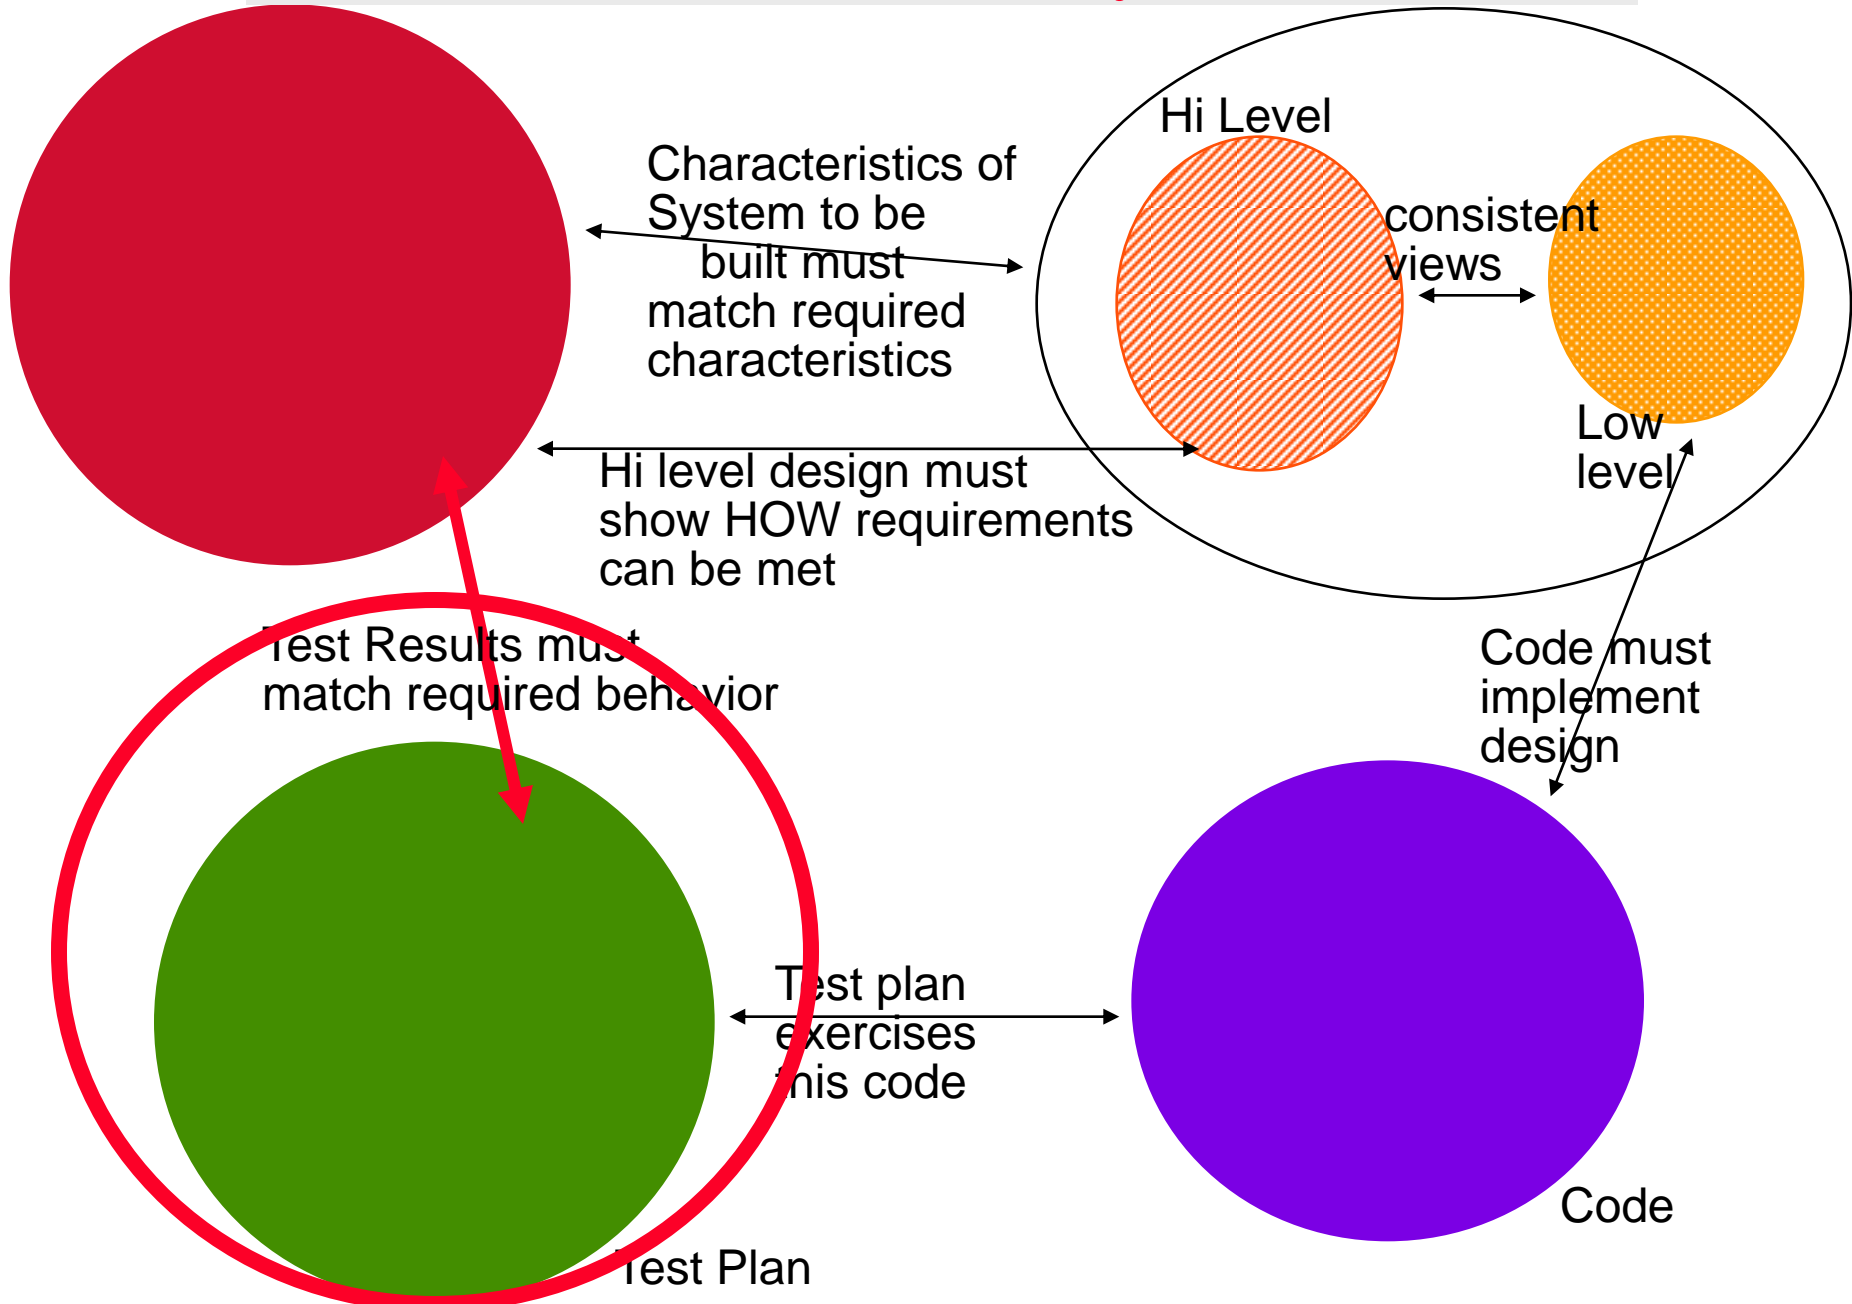 Hi Level
Characteristics of
System to be
built must
match required
characteristics
consistent
views
Low
level
Hi level design must
show HOW requirements
can be met
Test Results must
match required behavior
Code must
implement
design
Test plan
exercises
this code
Code
Test Plan